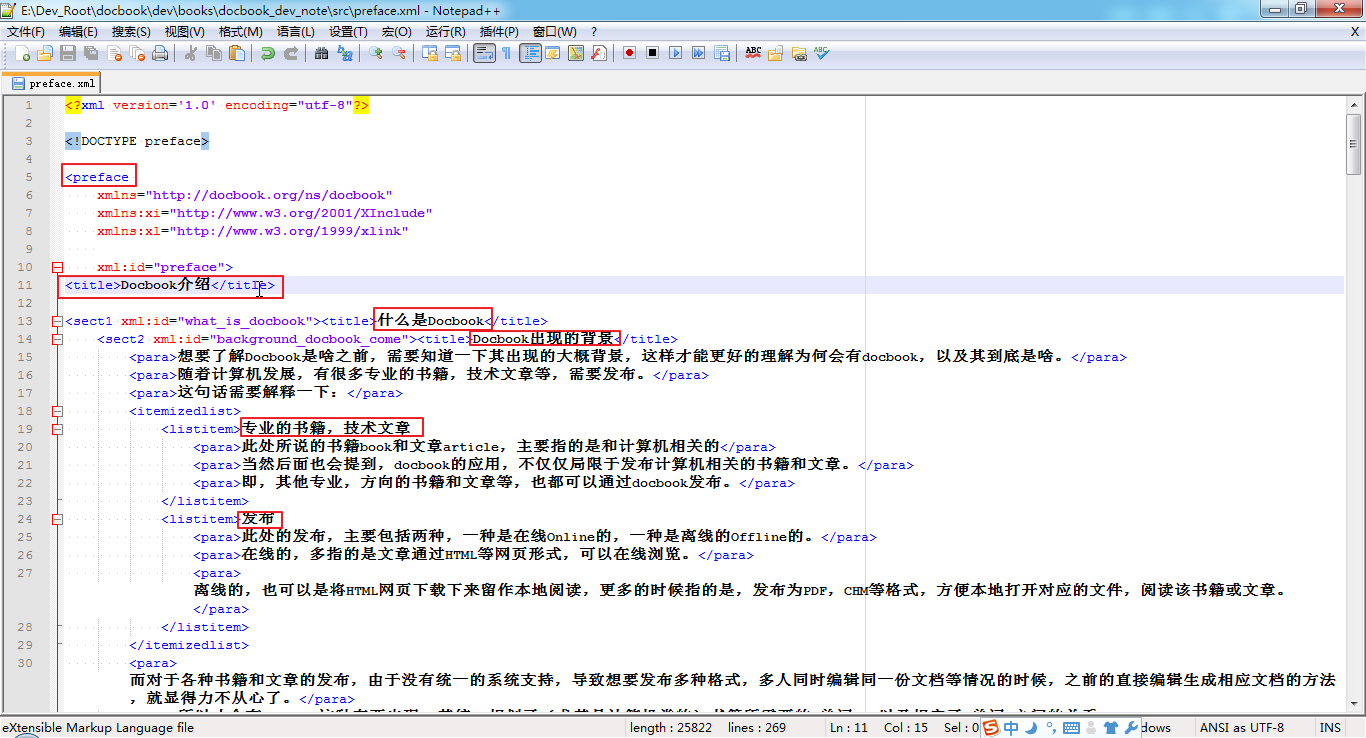 E:\Dev_Root\docbook\dev\books\docbook_dev_note\src\preface.xml - Notepad++
文件(F) 编辑(E) 搜索(S) 视图(V) 格式(M) 语言(L) 设置(T) 宏(O) 运行(R) 插件(P) 窗口(W) ? X
preface.xml
1 <?xml version='1.0' encoding="utf-8"?>
2
3 <!DOCTYPE preface>
4
5 <preface
6 xmlns="http://docbook.org/ns/docbook"
7 xmlns:xi="http://www.w3.org/2001/XInclude"
8 xmlns:xl="http://www.w3.org/1999/xlink"
9
10 xml:id="preface">
11 <title>Docbook介绍</title>
12
13 <sect1 xml:id="what_is_docbook"><title>什么是Docbook</title>
14 <sect2 xml:id="background_docbook_come"><title>Docbook出现的背景</title>
15 <para>想要了解Docbook是啥之前，需要知道一下其出现的大概背景，这样才能更好的理解为何会有docbook，以及其到底是啥。</para>
16 <para>随着计算机发展，有很多专业的书籍，技术文章等，需要发布。</para>
17 <para>这句话需要解释一下：</para>
18 <itemizedlist>
19 <listitem>专业的书籍，技术文章
20 <para>此处所说的书籍book和文章article，主要指的是和计算机相关的</para>
21 <para>当然后面也会提到，docbook的应用，不仅仅局限于发布计算机相关的书籍和文章。</para>
22 <para>即，其他专业，方向的书籍和文章等，也都可以通过docbook发布。</para>
23 </listitem>
24 <listitem>发布
25 <para>此处的发布，主要包括两种，一种是在线Online的，一种是离线的Offline的。</para>
26 <para>在线的，多指的是文章通过HTML等网页形式，可以在线浏览。</para>
27 <para>
离线的，也可以是将HTML网页下载下来留作本地阅读，更多的时候指的是，发布为PDF，CHM等格式，方便本地打开对应的文件，阅读该书籍或文章。
</para>
28 </listitem>
29 </itemizedlist>
30 <para>
而对于各种书籍和文章的发布，由于没有统一的系统支持，导致想要发布多种格式，多人同时编辑同一份文档等情况的时候，之前的直接编辑生成相应文档的方法
，就显得力不从心了。</para>
eXtensible Markup Language file length : 25822 lines : 269 Ln : 11 Col : 15 Sel : 0 中 dows ANSI as UTF-8 INS